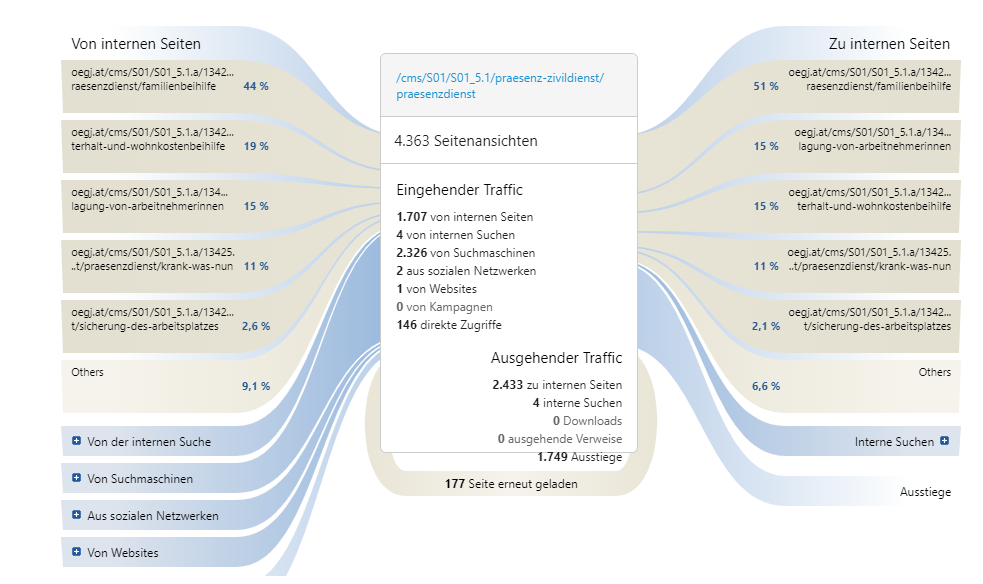 Von internen Seiten
oegj.at/cms/S01/S01_5.1.a/1342...
raesenzdienst/familienbeihilfe
44 %
oegj.at/cms/S01/S01_5.1.a/1342...
terhalt-und-wohnkostenbeihilfe
19 %
oegj.at/cms/S01/S01_5.1.a/134...
lagung-von-arbeitnehmerinnen
15 %
oegj.at/cms/S01/S01_5.1.a/13425.
..t/praesenzdienst/krank-was-nun
11 %
oegj.at/cms/S01/S01_5.1.a/1342...
t/sicherung-des-arbeitsplatzes
2,6 %
Others
9,1 %
Von der internen Suche
Von Suchmaschinen
Aus sozialen Netzwerken
Von Websites
/cms/S01/S01_5.1/praesenz-zivildienst/
praesenzdienst
4.363 Seitenansichten
Eingehender Traffic
1.707 von internen Seiten
4 von internen Suchen
2.326 von Suchmaschinen
2 aus sozialen Netzwerken
1 von Websites
0 von Kampagnen
146 direkte Zugriffe
Ausgehender Traffic
2.433 zu internen Seiten
4 interne Suchen
0 Downloads
0 ausgehende Verweise
1.749 Ausstiege
177 Seite erneut geladen
Zu internen Seiten
oegj.at/cms/S01/S01_5.1.a/1342...
raesenzdienst/familienbeihilfe
51 %
oegj.at/cms/S01/S01_5.1.a/134...
lagung-von-arbeitnehmerinnen
15 %
oegj.at/cms/S01/S01_5.1.a/1342...
terhalt-und-wohnkostenbeihilfe
15 %
oegj.at/cms/S01/S01_5.1.a/13425.
..t/praesenzdienst/krank-was-nun
11 %
oegj.at/cms/S01/S01_5.1.a/1342...
t/sicherung-des-arbeitsplatzes
2,1 %
Others
6,6 %
Interne Suchen
Ausstiege